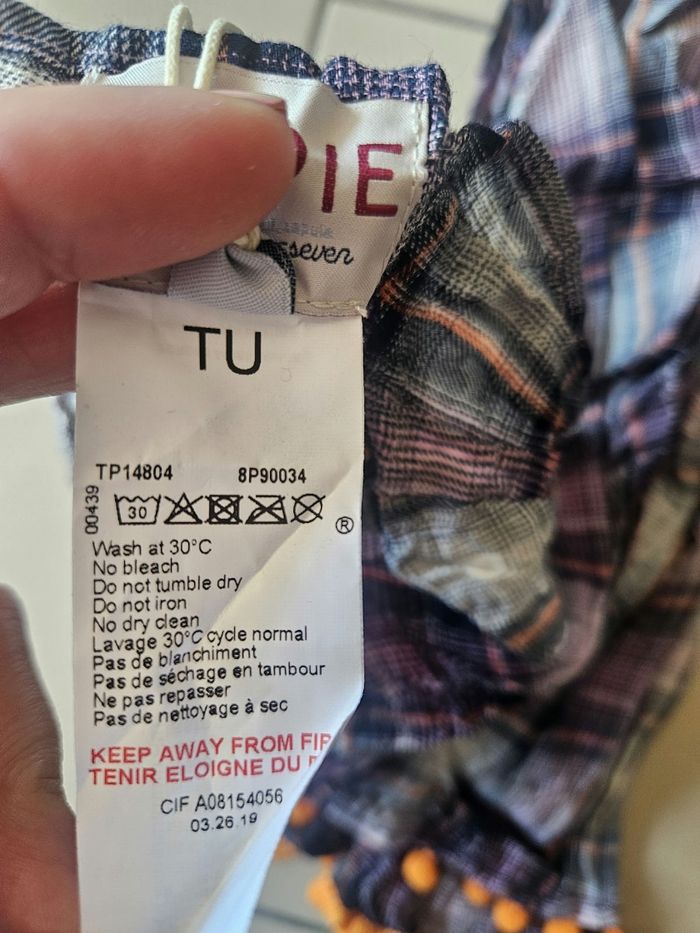 IE
seven
TU
TP14804 8P90034
00439
30
®
Wash at 30°C
No bleach
Do not tumble dry
Do not iron
No dry clean
Lavage 30°C cycle normal
Pas de blanchiment
Pas de séchage en tambour
Ne pas repasser
Pas de nettoyage à sec
KEEP AWAY FROM FIR
TENIR ELOIGNE DU F
CIF A08154056
03.26.19